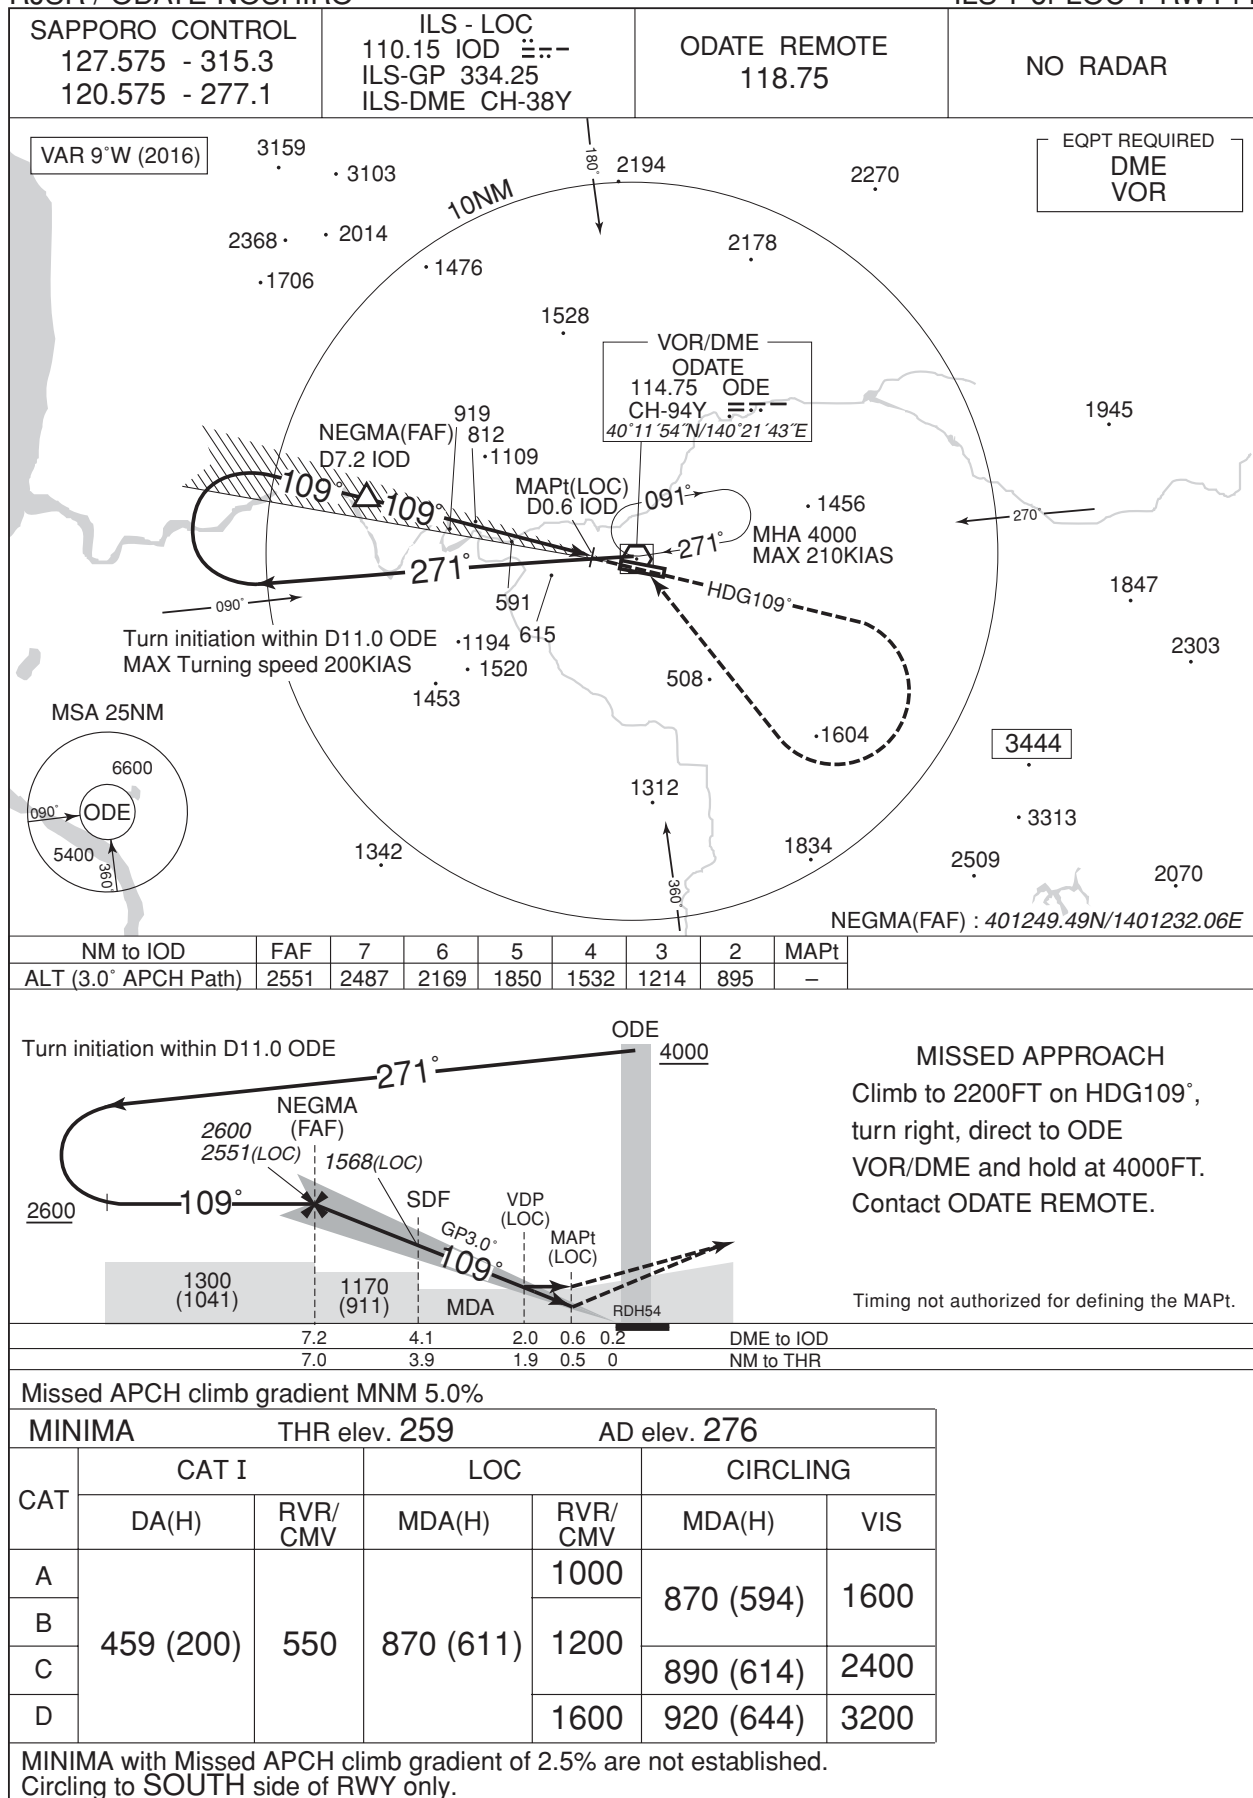 RJSR / ODATE-NOSHIRO
SAPPORO CONTROL
127.575 - 315.3
120.575 - 277.1
ILS - LOC
110.15 IOD
ILS-GP 334.25
ILS-DME CH-38Y
ODATE REMOTE
118.75
NO RADAR
VAR 9°W (2016)
EQPT REQUIRED
DME
VOR
3159
3103
180°
2194
2270
10NM
2368
2014
2178
1476
1706
1528
VOR/DME
ODATE
114.75 ODE
CH-94Y
40°11´54˝N/140°21´43˝E
1945
919
NEGMA(FAF)
812
D7.2 IOD
1109
MAPt(LOC)
D0.6 IOD
109°
109°
091°
1456
270°
MHA 4000
MAX 210KIAS
271°
271°
HDG109°
1847
090°
591
615
Turn initiation within D11.0 ODE
MAX Turning speed 200KIAS
1194
1520
1453
2303
508
MSA 25NM
6600
090°
ODE
5400
360°
1604
3444
1312
3313
1342
1834
2509
2070
360°
NEGMA(FAF) : 401249.49N/1401232.06E
NM to IOD FAF 7 6 5 4 3 2 MAPt
ALT (3.0° APCH Path) 2551 2487 2169 1850 1532 1214 895 –
ODE
4000
Turn initiation within D11.0 ODE
271°
NEGMA
(FAF)
2600
2551(LOC)
1568(LOC)
2600
109°
SDF
GP3.0°
109°
VDP
(LOC)
MAPt
(LOC)
1300
(1041)
1170
(911)
MDA
RDH54
MISSED APPROACH
Climb to 2200FT on HDG109°,
turn right, direct to ODE
VOR/DME and hold at 4000FT.
Contact ODATE REMOTE.
Timing not authorized for defining the MAPt.
7.2 4.1 2.0 0.6 0.2 DME to IOD
7.0 3.9 1.9 0.5 0 NM to THR
Missed APCH climb gradient MNM 5.0%
MINIMA THR elev. 259 AD elev. 276
CAT CAT I LOC CIRCLING
DA(H) RVR/CMV MDA(H) RVR/CMV MDA(H) VIS
A 1000
B 459 (200) 550 870 (611) 1200 870 (594) 1600
C 890 (614) 2400
D 1600 920 (644) 3200
MINIMA with Missed APCH climb gradient of 2.5% are not established.
Circling to SOUTH side of RWY only.